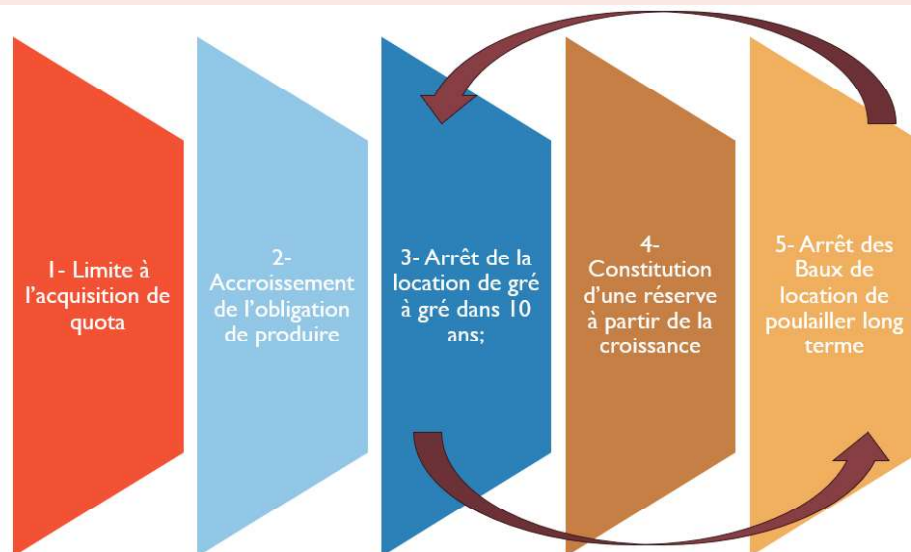 1- Limite à
l'acquisition de
quota
2-
Accroissement
de l'obligation
de produire
3- Arrêt de la
location de gré
à gré dans 10
ans;
4-
Constitution
d'une réserve
à partir de la
croissance
5- Arrêt des
Baux de
location de
poulailler long
terme